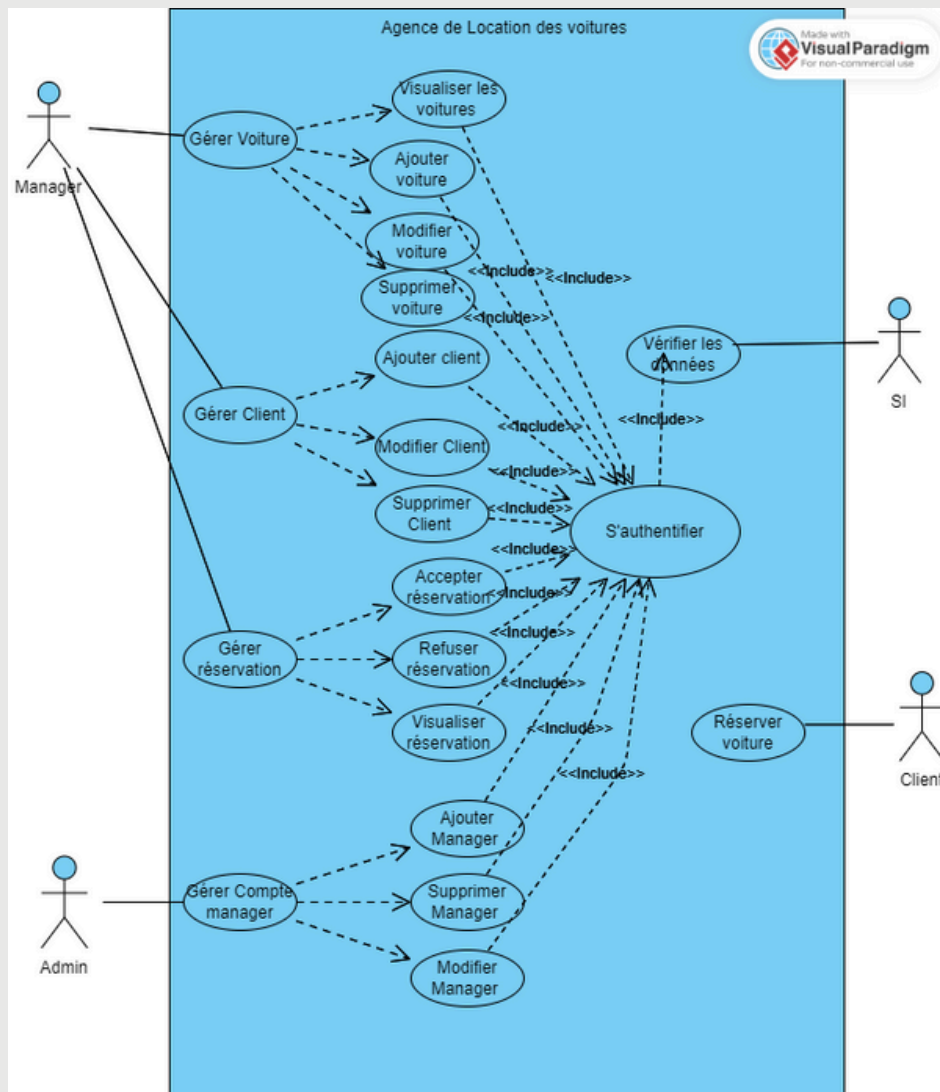 Agence de Location des voitures
Made with
VisualParadigm
For non-commercial use
Visualiser les
voitures
Gérer Voiture
Ajouter
voiture
Manager
Modifier
voiture
<<Include>>
<<Include>>
Supprimer
voiture
<<Include>>
Vérifier les
données
Ajouter client
SI
Gérer Client
<<Include>>
<<Include>>
Modifier Client
<<Include>>
Supprimer
Client
<<Include>>
S'authentifier
<<Include>>
Accepter
réservation
<<Include>>
<<Include>>
Gérer
réservation
Refuser
réservation
<<Include>>
Visualiser
réservation
<<Include>>
Réserver
voiture
<<Include>>
Client
Ajouter
Manager
Gérer Compte
manager
Supprimer
Manager
Admin
Modifier
Manager